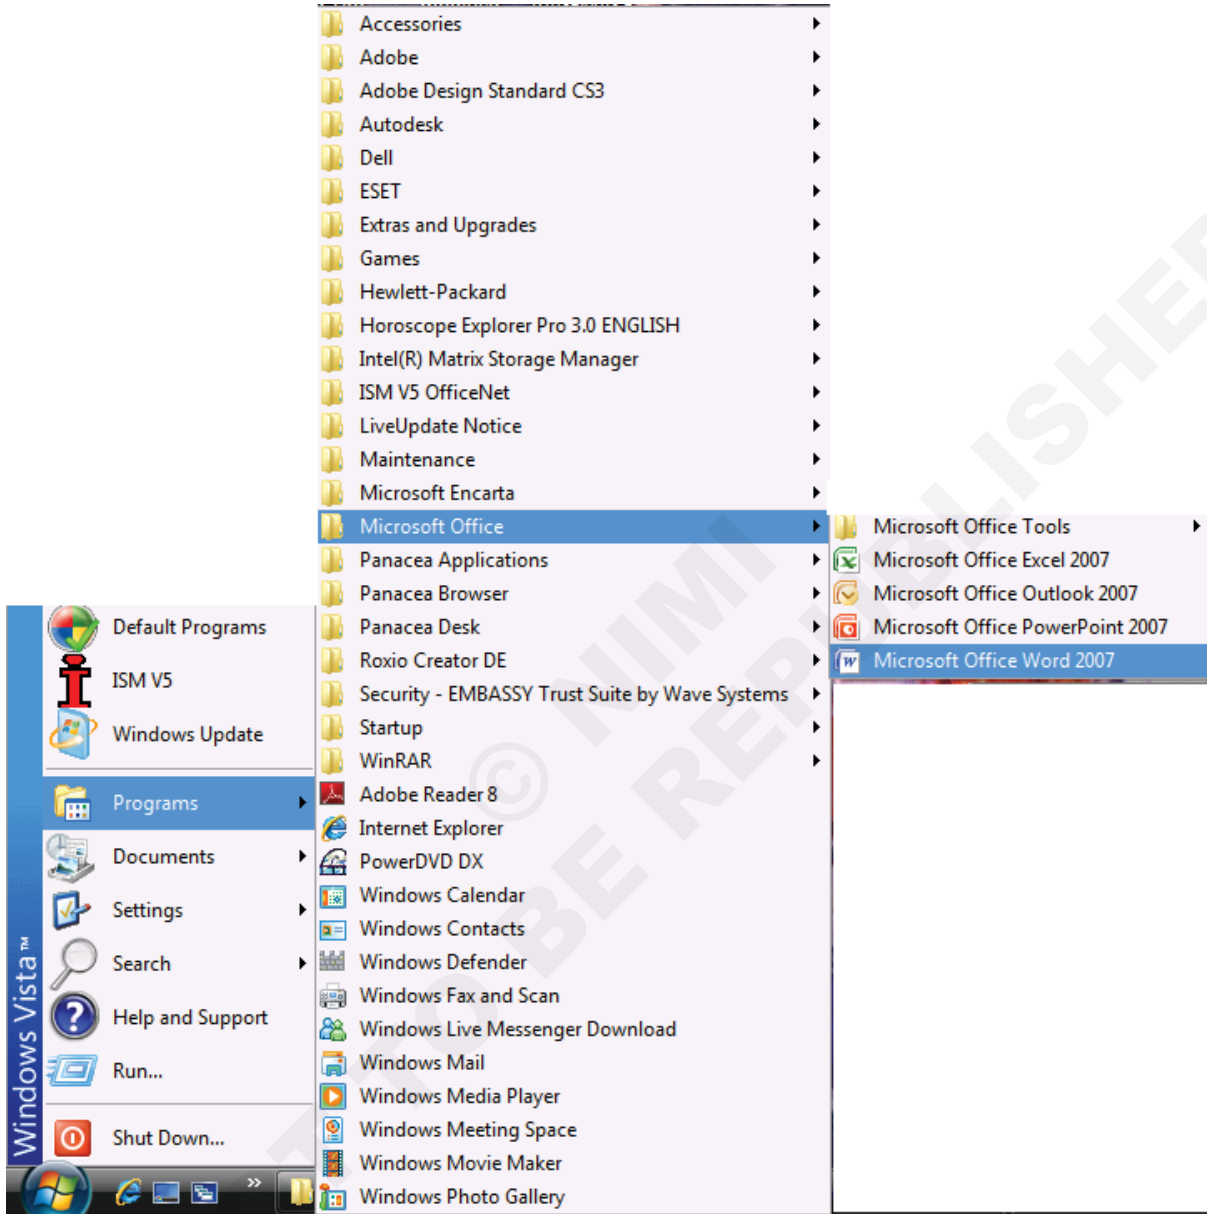 Accessories
Adobe
Adobe Design Standard CS3
Autodesk
Dell
ESET
Extras and Upgrades
Games
Hewlett-Packard
Horoscope Explorer Pro 3.0 ENGLISH
Intel(R) Matrix Storage Manager
ISM V5 OfficeNet
LiveUpdate Notice
Maintenance
Microsoft Encarta
Microsoft Office
Panacea Applications
Panacea Browser
Panacea Desk
Roxio Creator DE
Security - EMBASSY Trust Suite by Wave Systems
Startup
WinRAR
Adobe Reader 8
Internet Explorer
PowerDVD DX
Windows Calendar
Windows Contacts
Windows Defender
Windows Fax and Scan
Windows Live Messenger Download
Windows Mail
Windows Media Player
Windows Meeting Space
Windows Movie Maker
Windows Photo Gallery
Microsoft Office Tools
Microsoft Office Excel 2007
Microsoft Office Outlook 2007
Microsoft Office PowerPoint 2007
Microsoft Office Word 2007
Default Programs
ISM V5
Windows Update
Programs
Documents
Settings
Search
Help and Support
Run...
Shut Down...
Windows Vista™
© NIMI
TO BE REPUBLISHED